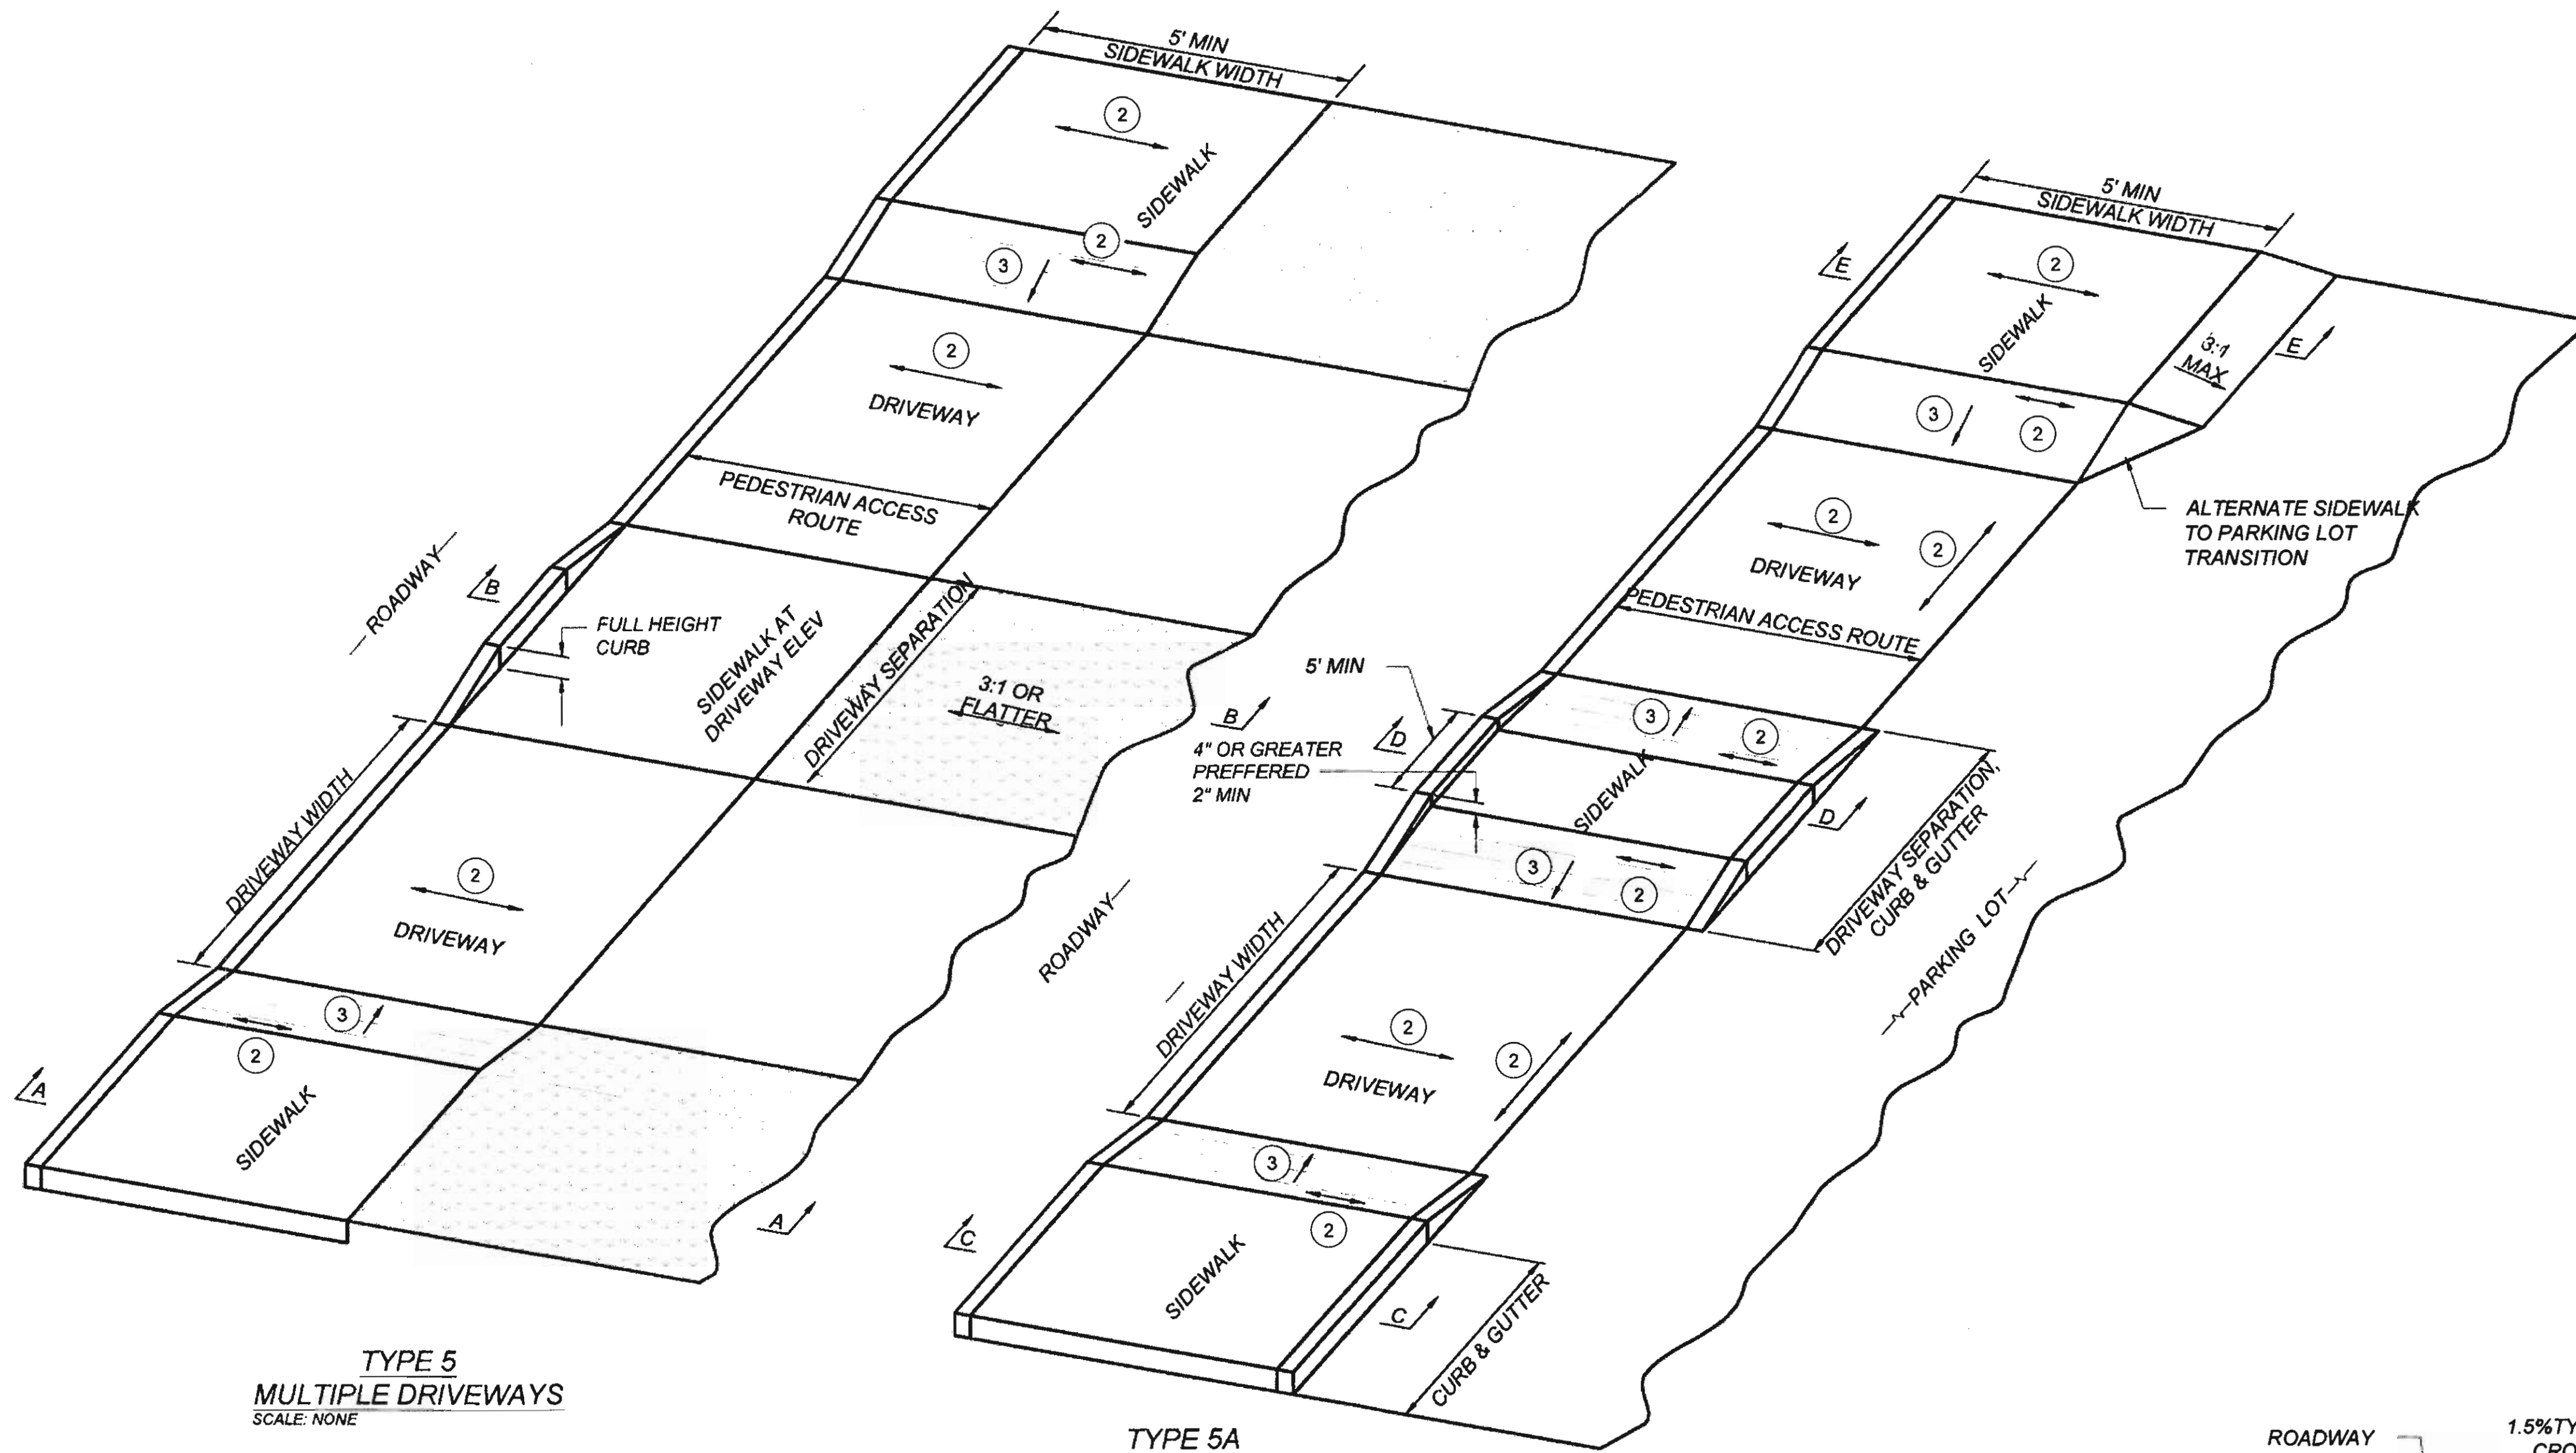 5' MIN
SIDEWALK WIDTH
2
SIDEWALK
2
3
2
DRIVEWAY
PEDESTRIAN ACCESS
ROUTE
ROADWAY
B
FULL HEIGHT
CURB
SIDEWALK AT
DRIVEWAY ELEV
DRIVEWAY SEPARATION
3:1 OR
FLATTER
B
DRIVEWAY WIDTH
2
DRIVEWAY
3
2
A
SIDEWALK
A
TYPE 5
MULTIPLE DRIVEWAYS
SCALE: NONE
5' MIN
SIDEWALK WIDTH
E
2
SIDEWALK
3:1
MAX
E
3
2
ALTERNATE SIDEWALK
TO PARKING LOT
TRANSITION
2
2
DRIVEWAY
PEDESTRIAN ACCESS ROUTE
5' MIN
D
4" OR GREATER
PREFFERED
2" MIN
3
2
SIDEWALK
D
3
2
DRIVEWAY SEPARATION,
CURB & GUTTER
PARKING LOT
ROADWAY
DRIVEWAY WIDTH
2
2
DRIVEWAY
3
2
C
SIDEWALK
C
CURB & GUTTER
TYPE 5A
ROADWAY